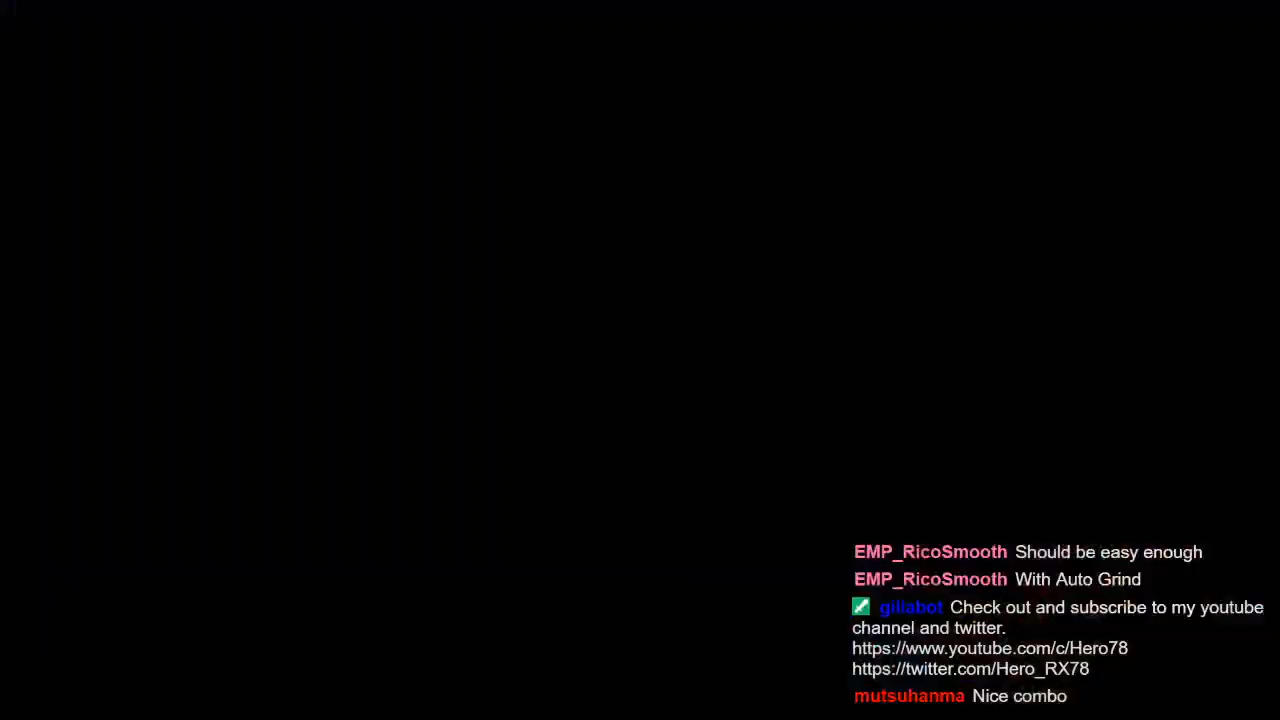 EMP_RicoSmooth Should be easy enough
EMP_RicoSmooth With Auto Grind
gillabot Check out and subscribe to my youtube
channel and twitter.
https://www.youtube.com/c/Hero78
https://twitter.com/Hero_RX78
mutsuhanma Nice combo